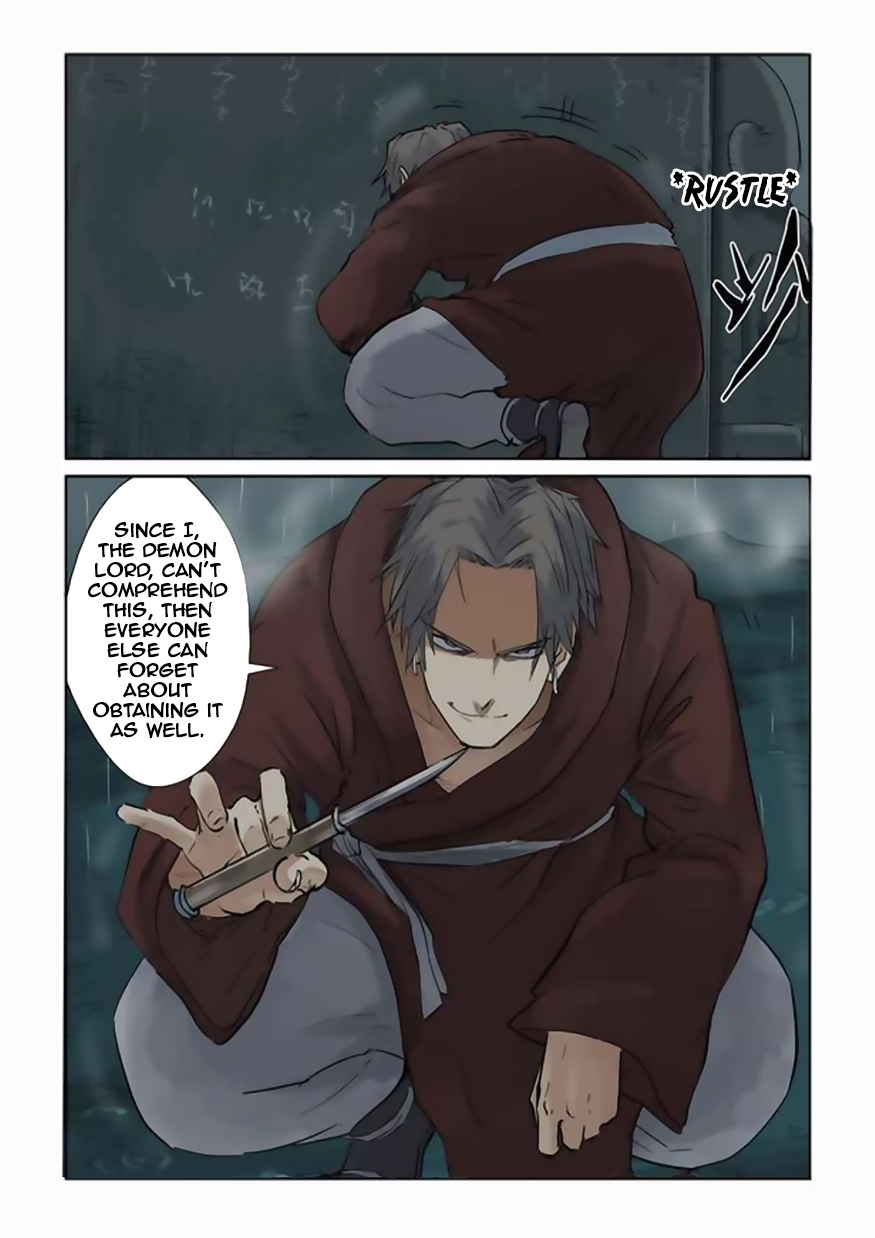 *RUSTLE*
SINCE I,
THE DEMON
LORD, CAN'T
COMPREHEND
THIS, THEN
EVERYONE
ELSE CAN
FORGET
ABOUT
OBTAINING IT
AS WELL.